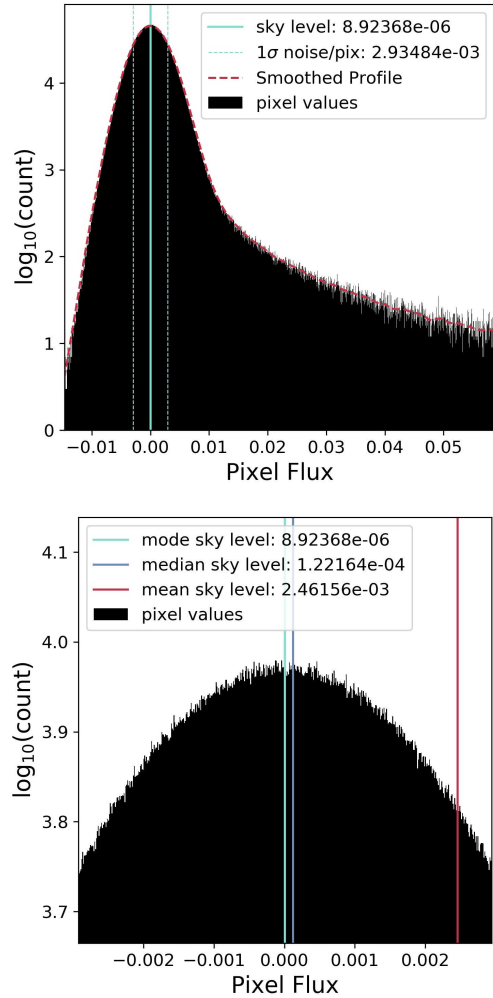 sky level: 8.92368e-06
1σ noise/pix: 2.93484e-03
Smoothed Profile
pixel values
log₁₀(count)
4
3
2
1
0
−0.01 0.00 0.01 0.02 0.03 0.04 0.05
Pixel Flux
mode sky level: 8.92368e-06
median sky level: 1.22164e-04
mean sky level: 2.46156e-03
pixel values
log₁₀(count)
4.1
4.0
3.9
3.8
3.7
−0.002 −0.001 0.000 0.001 0.002
Pixel Flux